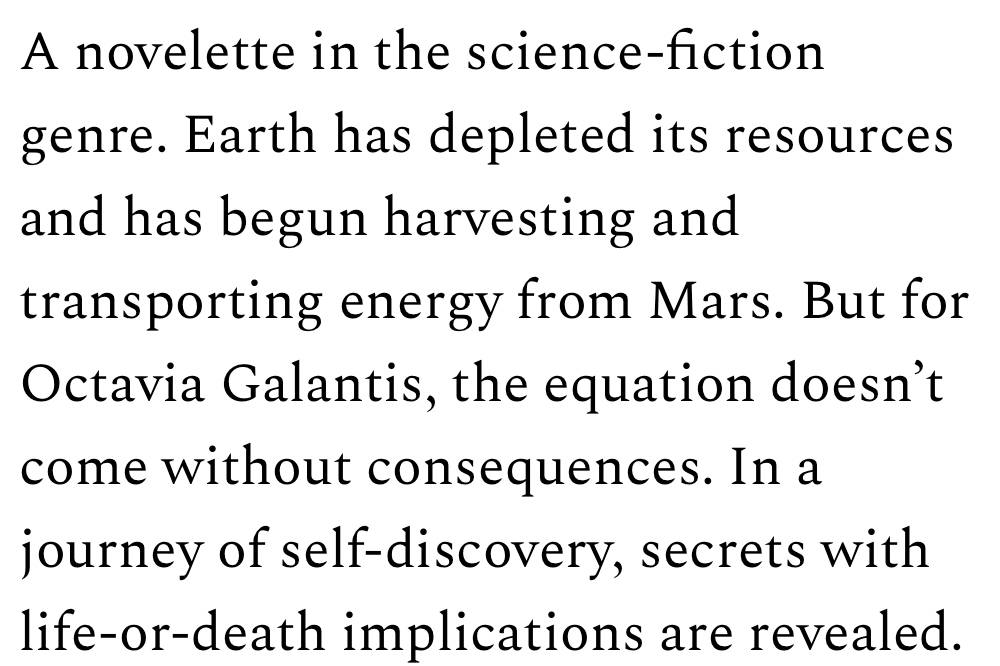 A novelette in the science-fiction
genre. Earth has depleted its resources
and has begun harvesting and
transporting energy from Mars. But for
Octavia Galantis, the equation doesn’t
come without consequences. In a
journey of self-discovery, secrets with
life-or-death implications are revealed.